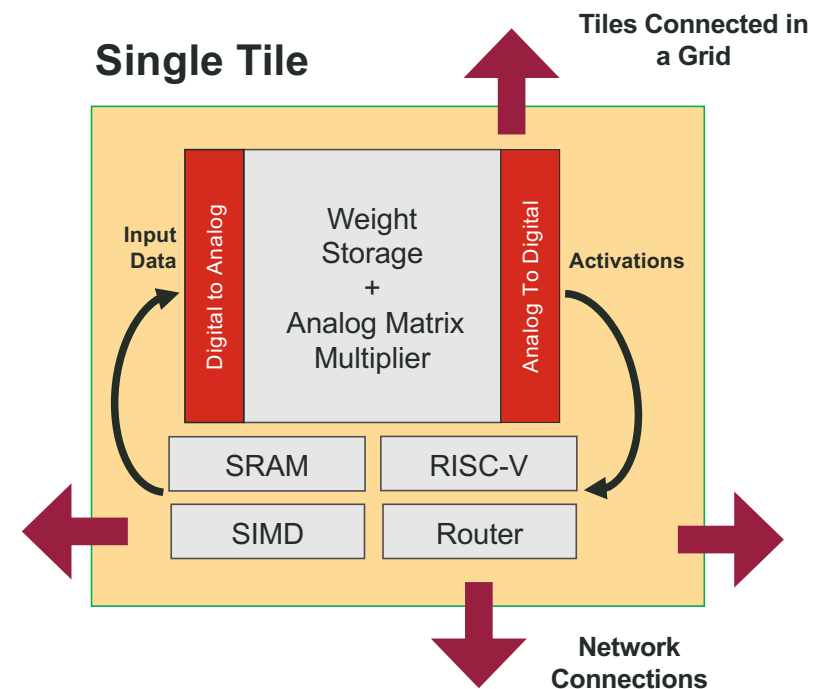 Tiles Connected in
a Grid
Single Tile
Input
Data
Digital to Analog
Weight
Storage
+
Analog Matrix
Multiplier
Analog To Digital
Activations
SRAM
RISC-V
SIMD
Router
Network
Connections